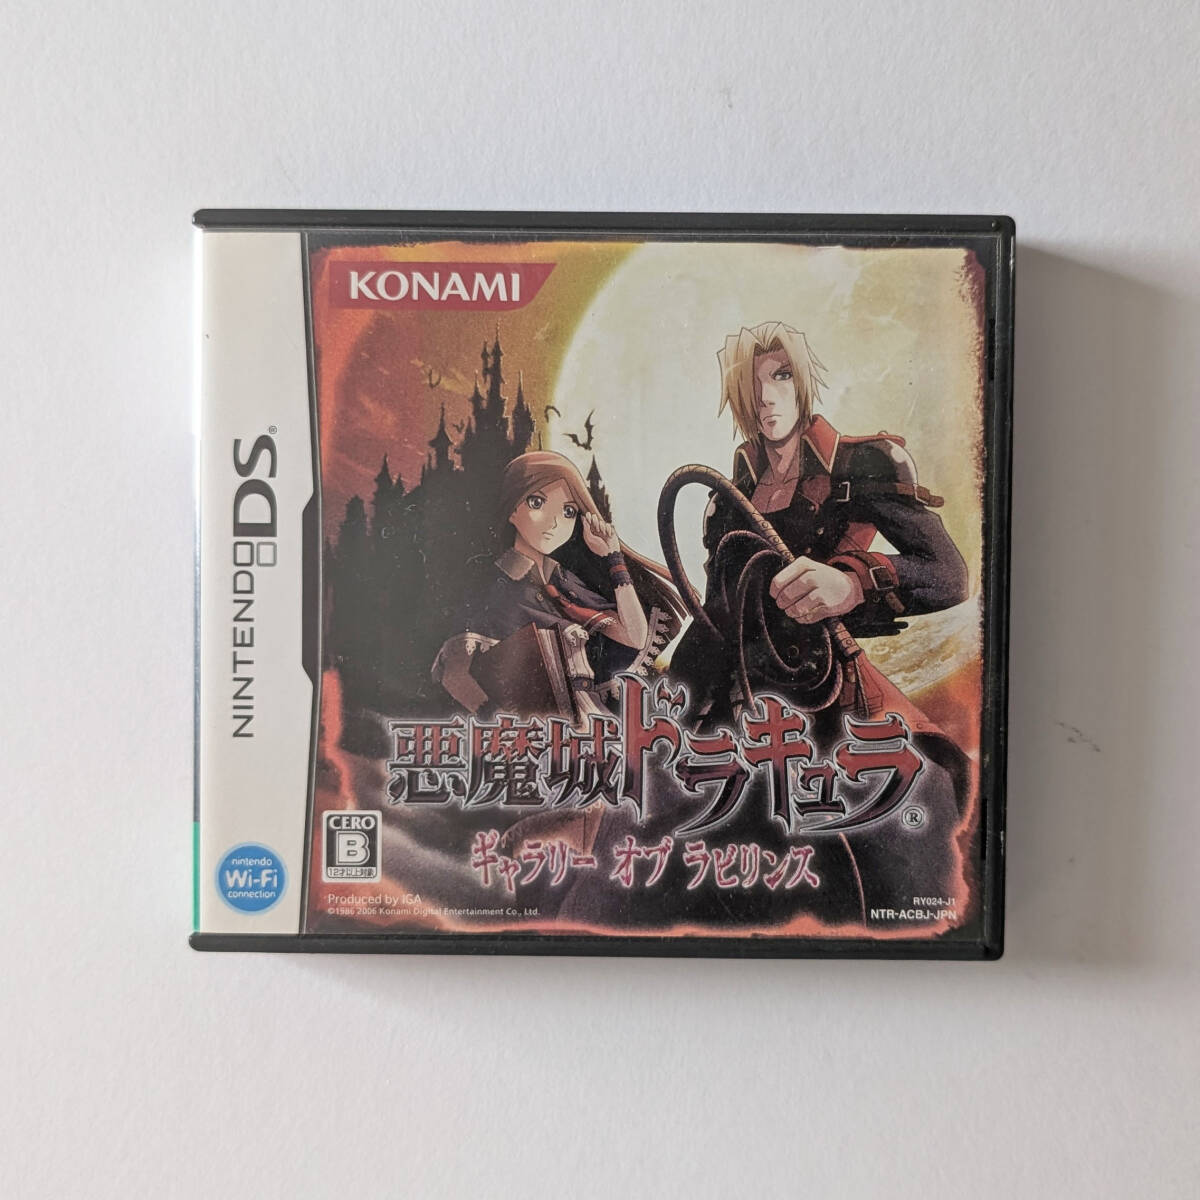 KONAMI
NINTENDO DS®
悪魔城ドラキュラ®
ギャラリー オブ ラビリンス
CERO
B
12才以上対象
nintendo
Wi-Fi
connection
Produced by IGA
©1986 2006 Konami Digital Entertainment Co., Ltd.
RY024-J1
NTR-ACBJ-JPN